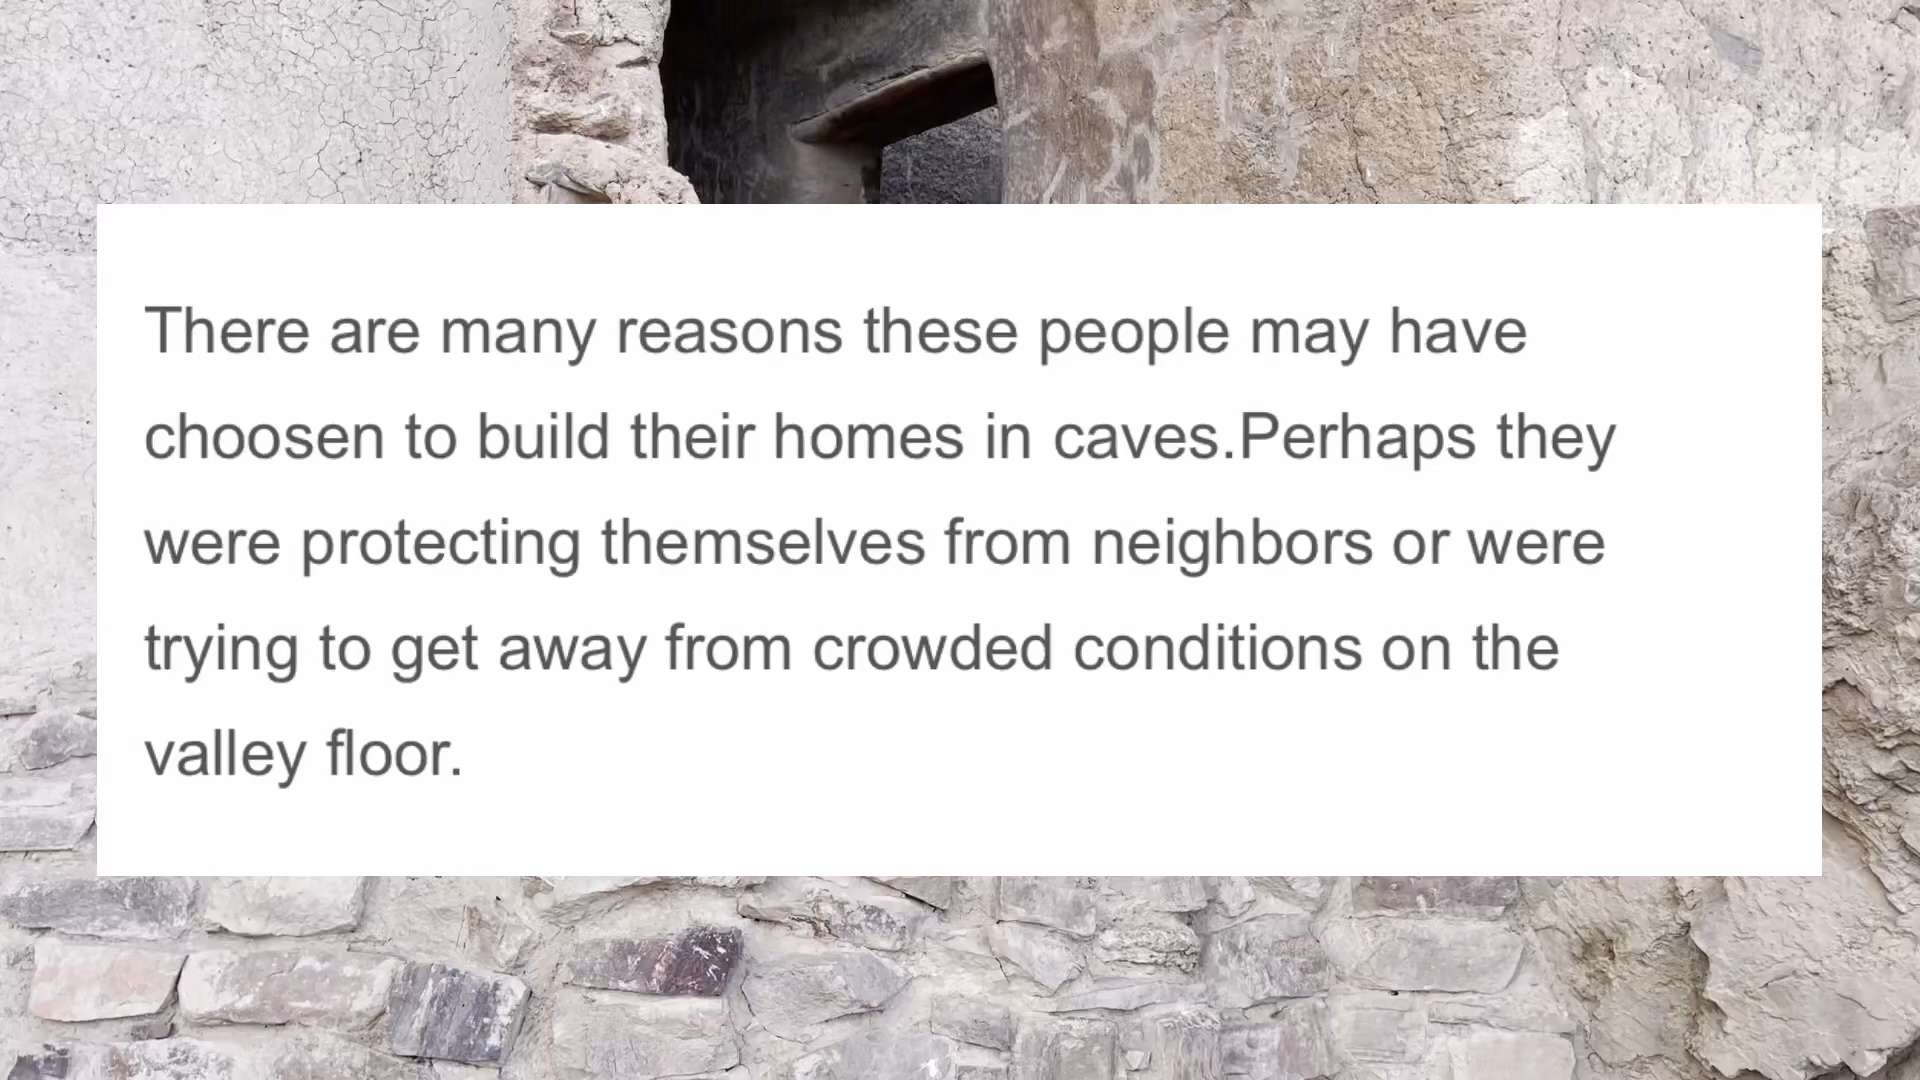 There are many reasons these people may have
choosen to build their homes in caves.Perhaps they
were protecting themselves from neighbors or were
trying to get away from crowded conditions on the
valley floor.